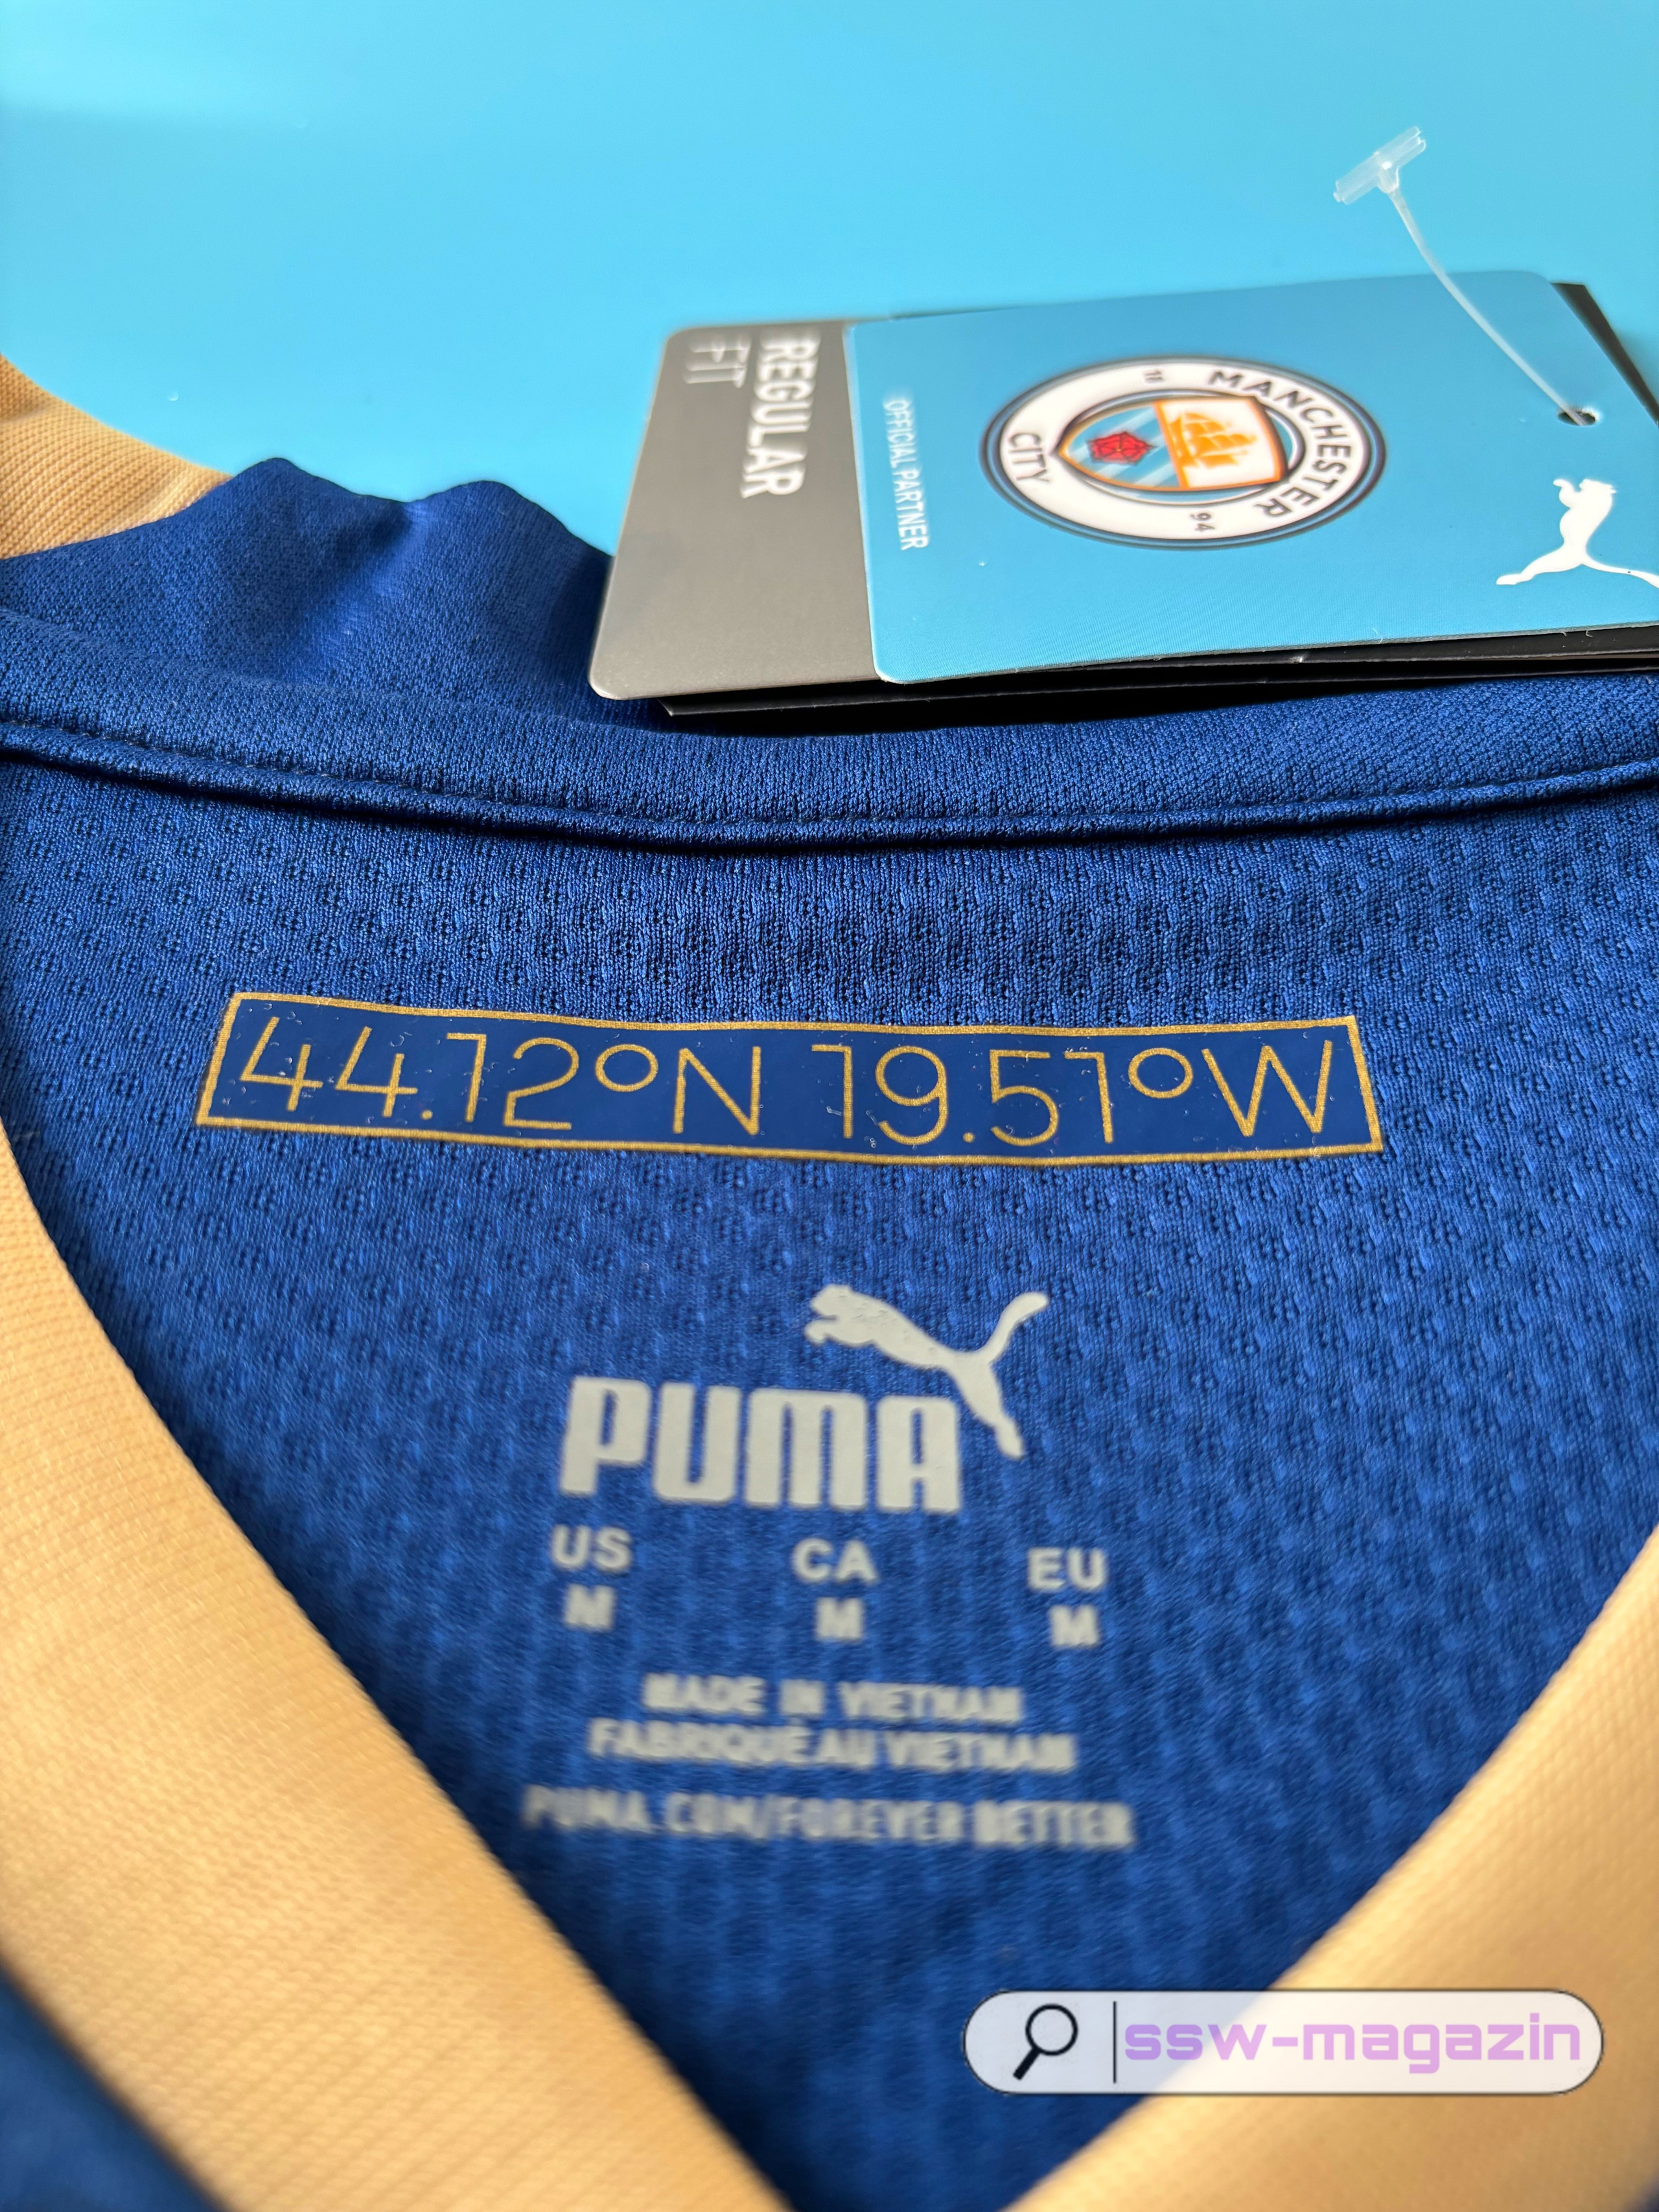 REGULAR
FIT
OFFICIAL PARTNER
MANCHESTER
CITY
18
94
44.12°N 19.51°W
PUMA
US CA EU
M M M
MADE IN VIETNAM
FABRIQUÉ AU VIETNAM
PUMA.COM/FOREVER BETTER
ssw-magazin